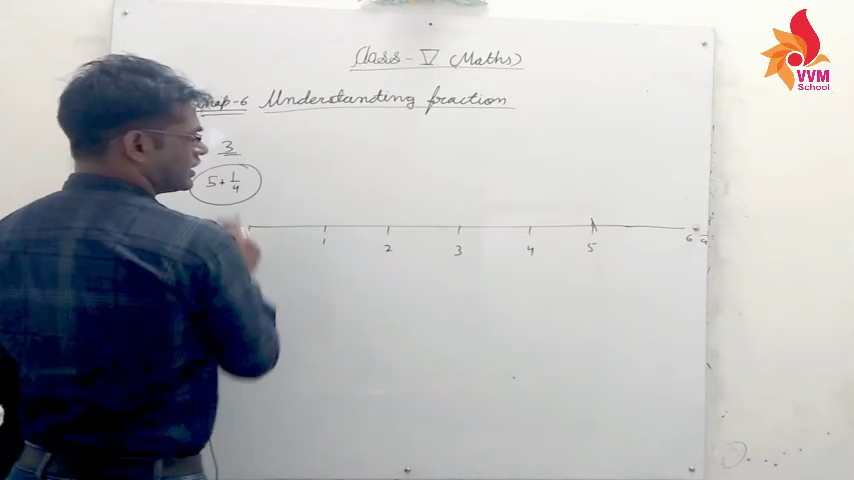 Class - V (Maths)
Chap-6 Understanding fraction
3
5 + 1/4
1 2 3 4 5 6
VVM
School